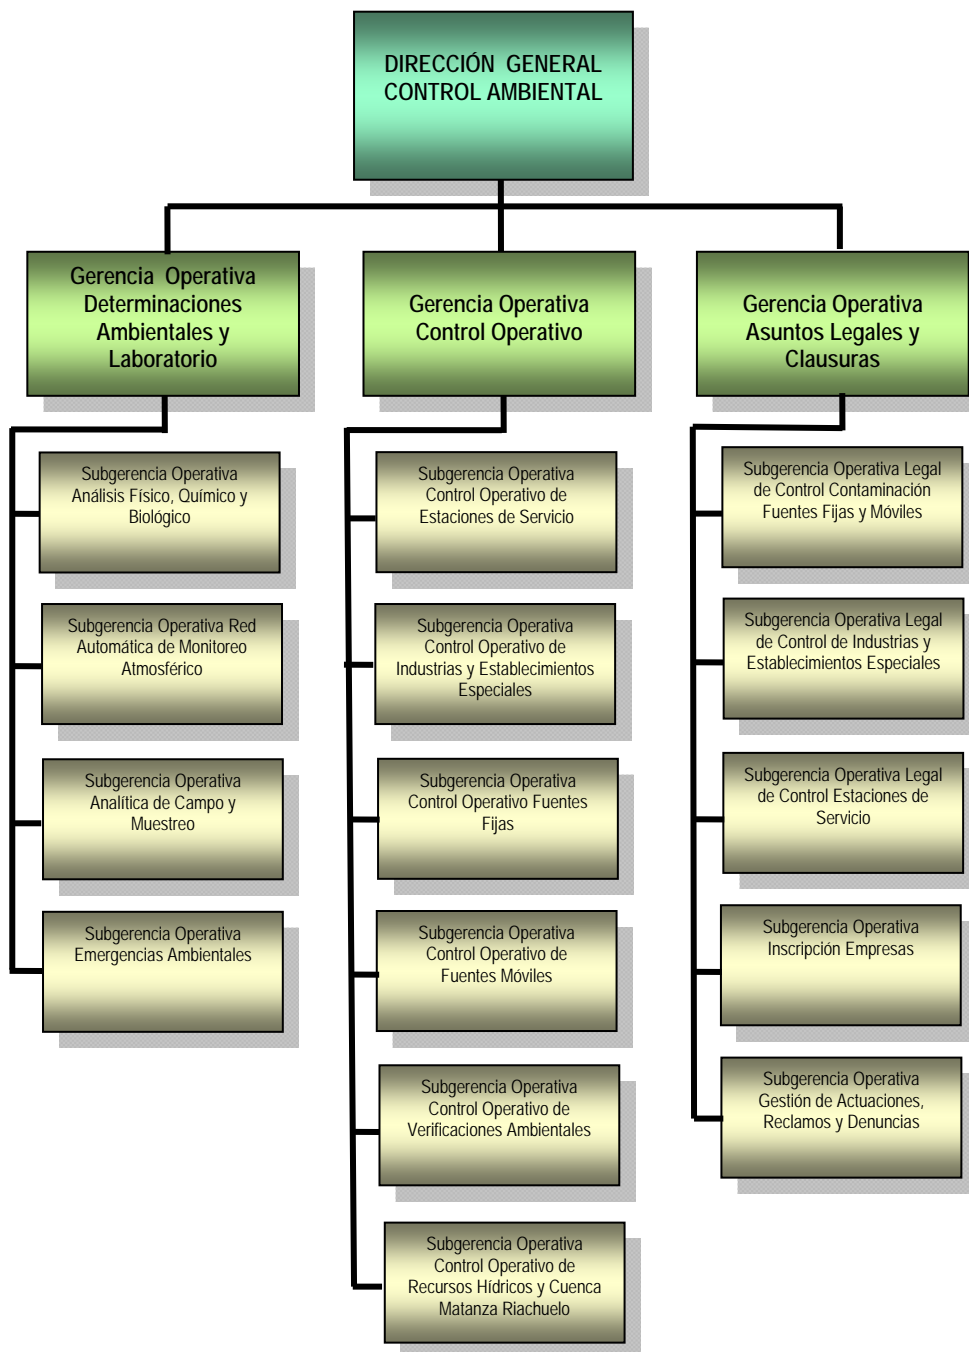 DIRECCIÓN GENERAL
CONTROL AMBIENTAL
Gerencia Operativa
Determinaciones
Ambientales y
Laboratorio
Subgerencia Operativa
Análisis Físico, Químico y
Biológico
Subgerencia Operativa Red
Automática de Monitoreo
Atmosférico
Subgerencia Operativa
Analítica de Campo y
Muestreo
Subgerencia Operativa
Emergencias Ambientales
Gerencia Operativa
Control Operativo
Subgerencia Operativa
Control Operativo de
Estaciones de Servicio
Subgerencia Operativa
Control Operativo de
Industrias y Establecimientos
Especiales
Subgerencia Operativa
Control Operativo Fuentes
Fijas
Subgerencia Operativa
Control Operativo de
Fuentes Móviles
Subgerencia Operativa
Control Operativo de
Verificaciones Ambientales
Subgerencia Operativa
Control Operativo de
Recursos Hídricos y Cuenca
Matanza Riachuelo
Gerencia Operativa
Asuntos Legales y
Clausuras
Subgerencia Operativa Legal
de Control Contaminación
Fuentes Fijas y Móviles
Subgerencia Operativa Legal
de Control de Industrias y
Establecimientos Especiales
Subgerencia Operativa Legal
de Control Estaciones de
Servicio
Subgerencia Operativa
Inscripción Empresas
Subgerencia Operativa
Gestión de Actuaciones,
Reclamos y Denuncias